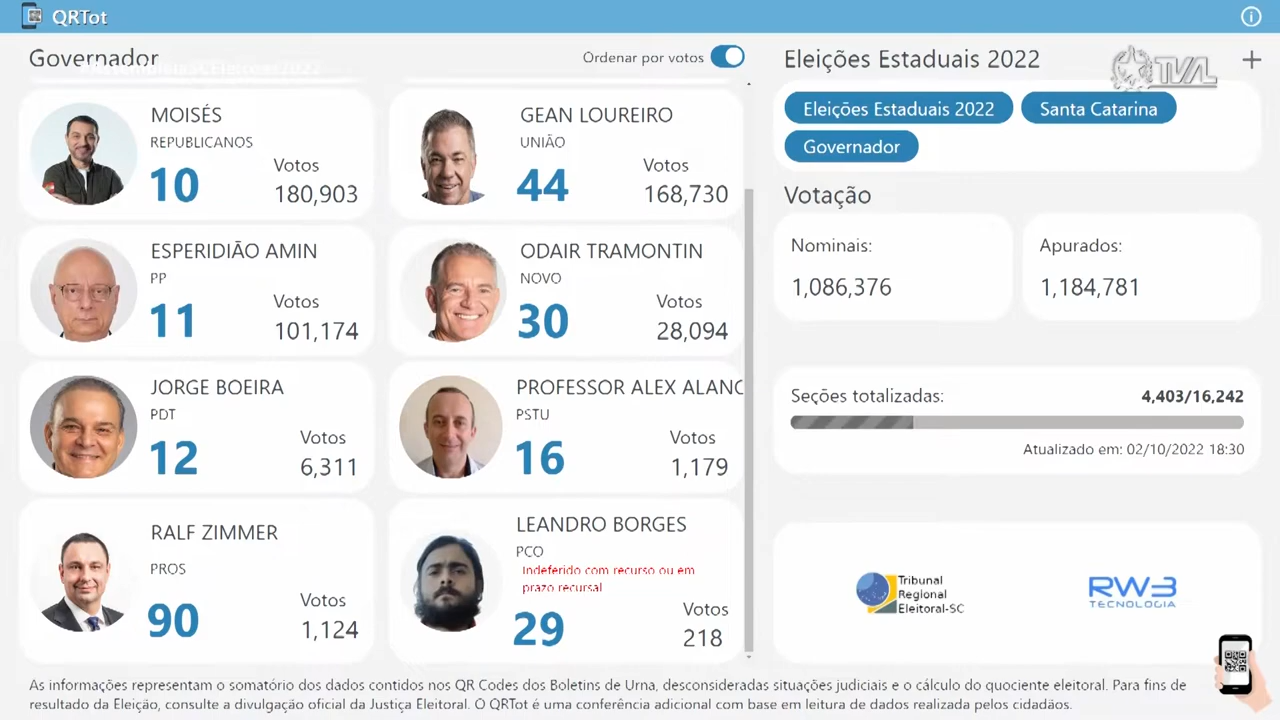 QRTot
Governador
#AssembleiaSCEleicoes2022
Ordenar por votos
MOISÉS
REPUBLICANOS
10
Votos
180,903
GEAN LOUREIRO
UNIÃO
44
Votos
168,730
ESPERIDIÃO AMIN
PP
11
Votos
101,174
ODAIR TRAMONTIN
NOVO
30
Votos
28,094
JORGE BOEIRA
PDT
12
Votos
6,311
PROFESSOR ALEX ALANO
PSTU
16
Votos
1,179
RALF ZIMMER
PROS
90
Votos
1,124
LEANDRO BORGES
PCO
Indeferido com recurso ou em
prazo recursal
29
Votos
218
Eleições Estaduais 2022
TVAL
Eleições Estaduais 2022
Santa Catarina
Governador
Votação
Nominais:
1,086,376
Apurados:
1,184,781
Seções totalizadas:
4,403/16,242
Atualizado em: 02/10/2022 18:30
Tribunal
Regional
Eleitoral-SC
RW3
TECNOLOGIA
As informações representam o somatório dos dados contidos nos QR Codes dos Boletins de Urna, desconsideradas situações judiciais e o cálculo do quociente eleitoral. Para fins de
resultado da Eleição, consulte a divulgação oficial da Justiça Eleitoral. O QRTot é uma conferência adicional com base em leitura de dados realizada pelos cidadãos.